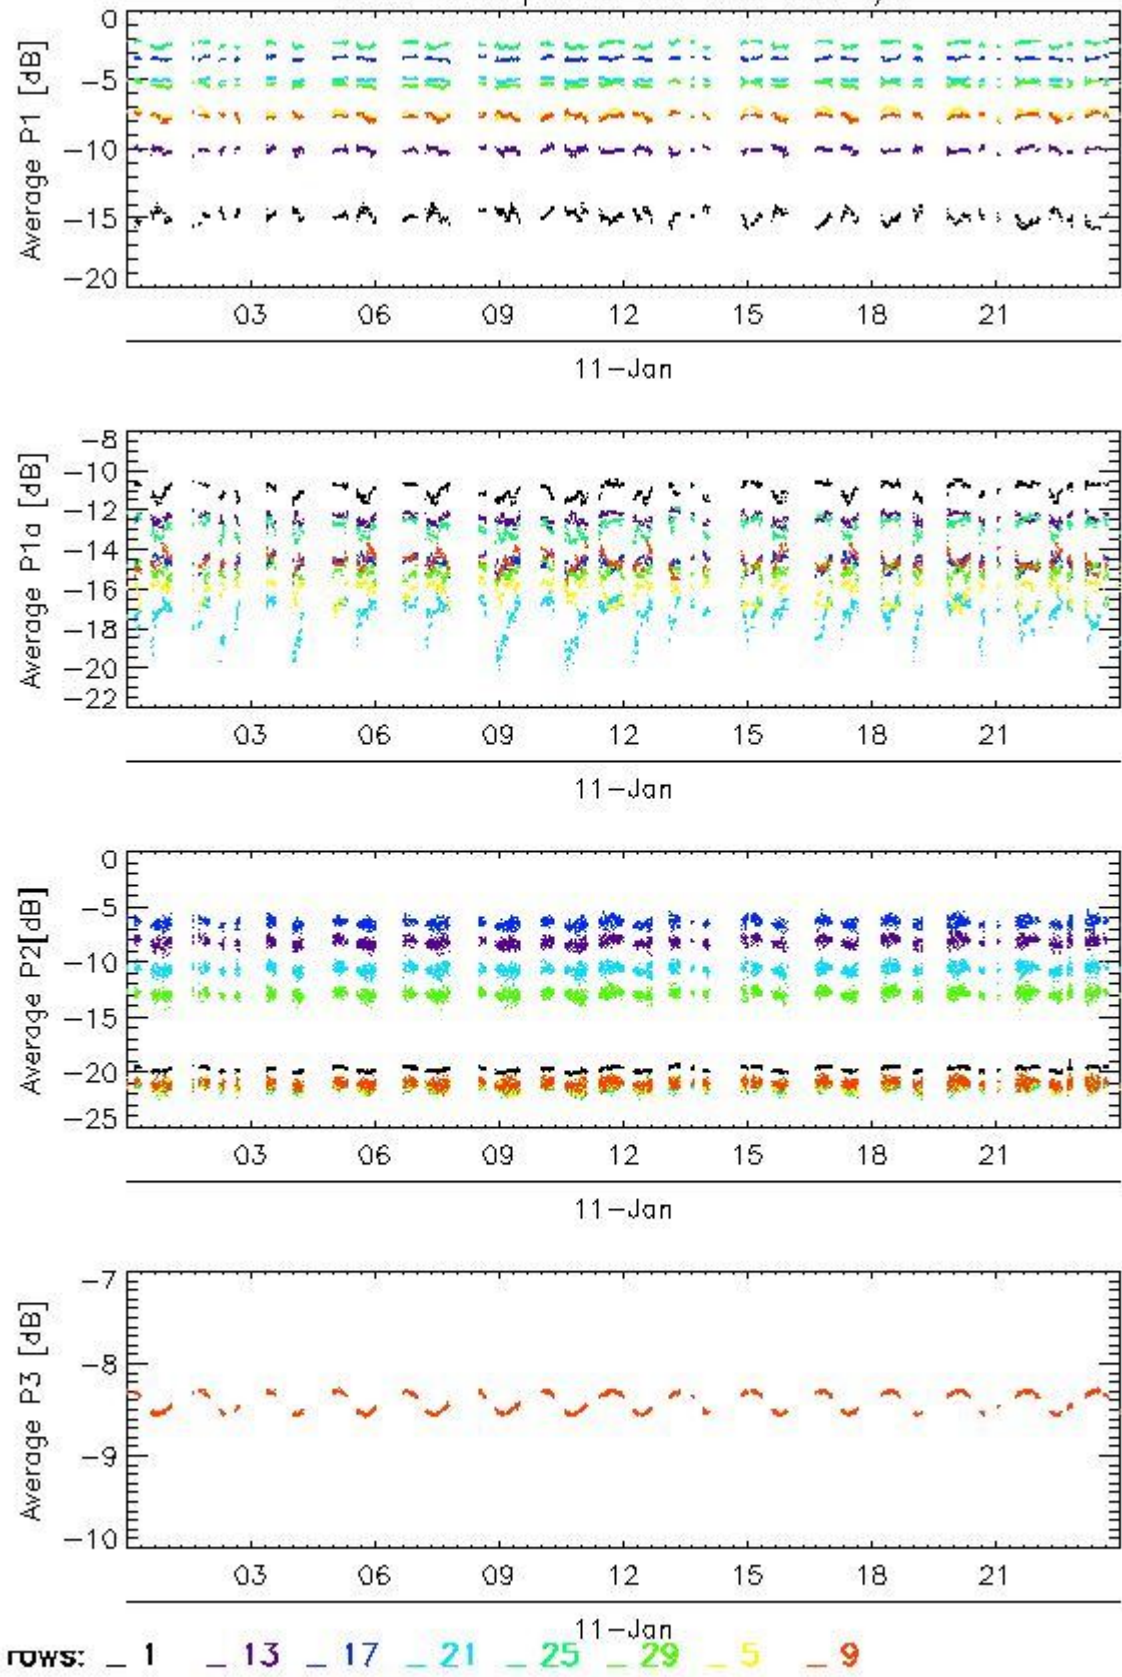 0
−5
−10
−15
−20
Average P1 [dB]
03 06 09 12 15 18 21
11−Jan
−8
−10
−12
−14
−16
−18
−20
−22
Average P1a [dB]
03 06 09 12 15 18 21
11−Jan
0
−5
−10
−15
−20
−25
Average P2[dB]
03 06 09 12 15 18 21
11−Jan
−7
−8
−9
−10
Average P3 [dB]
03 06 09 12 15 18 21
11−Jan
rows: _ 1 _ 13 _ 17 _ 21 _ 25 _ 29 _ 5 _ 9